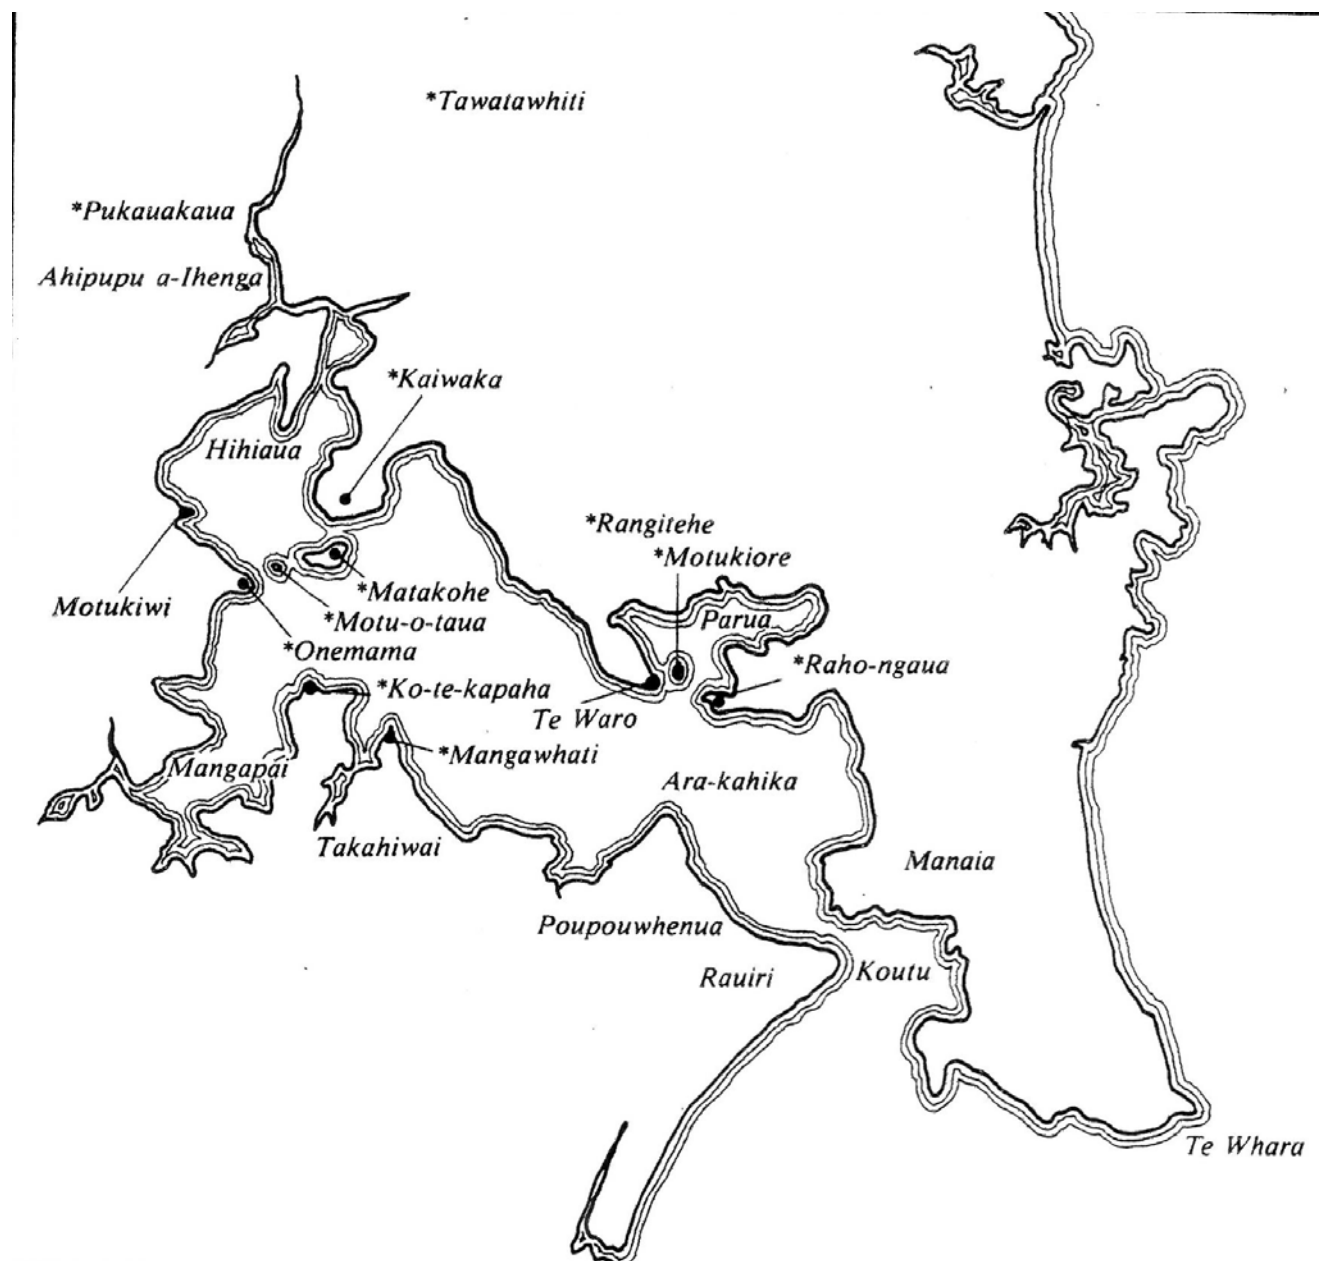 *Tawatawhiti
*Pukauakaua
Ahipupu a-Ihenga
*Kaiwaka
Hihiaua
*Rangitehe
*Motukiore
*Matakohe
Motukiwi
*Motu-o-taua
Parua
*Onemama
*Raho-ngaua
*Ko-te-kapaha
Te Waro
*Mangawhati
Mangapai
Ara-kahika
Takahiwai
Manaia
Poupouwhenua
Rauiri
Koutu
Te Whara